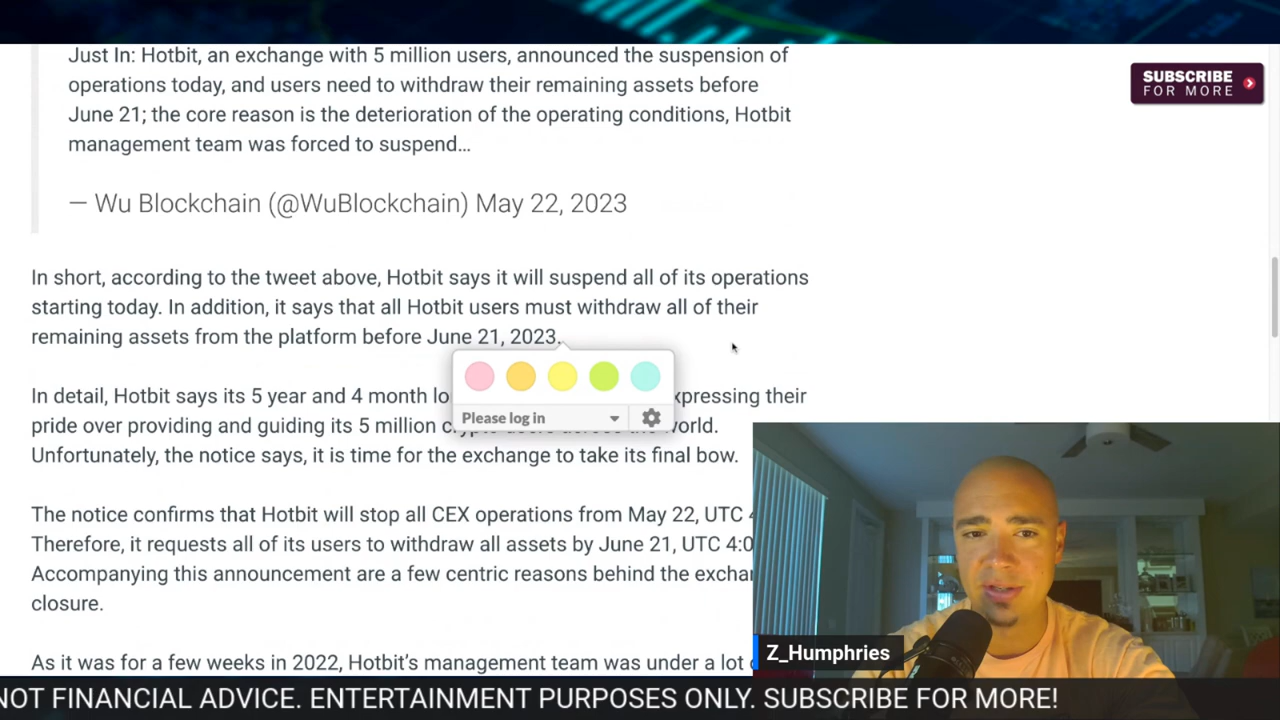 Just In: Hotbit, an exchange with 5 million users, announced the suspension of
operations today, and users need to withdraw their remaining assets before
June 21; the core reason is the deterioration of the operating conditions, Hotbit
management team was forced to suspend…
— Wu Blockchain (@WuBlockchain) May 22, 2023
SUBSCRIBE
FOR MORE
In short, according to the tweet above, Hotbit says it will suspend all of its operations
starting today. In addition, it says that all Hotbit users must withdraw all of their
remaining assets from the platform before June 21, 2023.
In detail, Hotbit says its 5 year and 4 month
Please log in
expressing their
pride over providing and guiding its 5 million crypto users across the world.
Unfortunately, the notice says, it is time for the exchange to take its final bow.
The notice confirms that Hotbit will stop all CEX operations from May 22, UTC
Therefore, it requests all of its users to withdraw all assets by June 21, UTC 4:0
Accompanying this announcement are a few centric reasons behind the
closure.
As it was for a few weeks in 2022, Hotbit's management team was under a lot
Z_Humphries
NOT FINANCIAL ADVICE. ENTERTAINMENT PURPOSES ONLY. SUBSCRIBE FOR MORE!